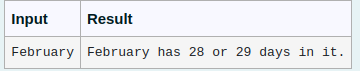 Input Result
February February has 28 or 29 days in it.